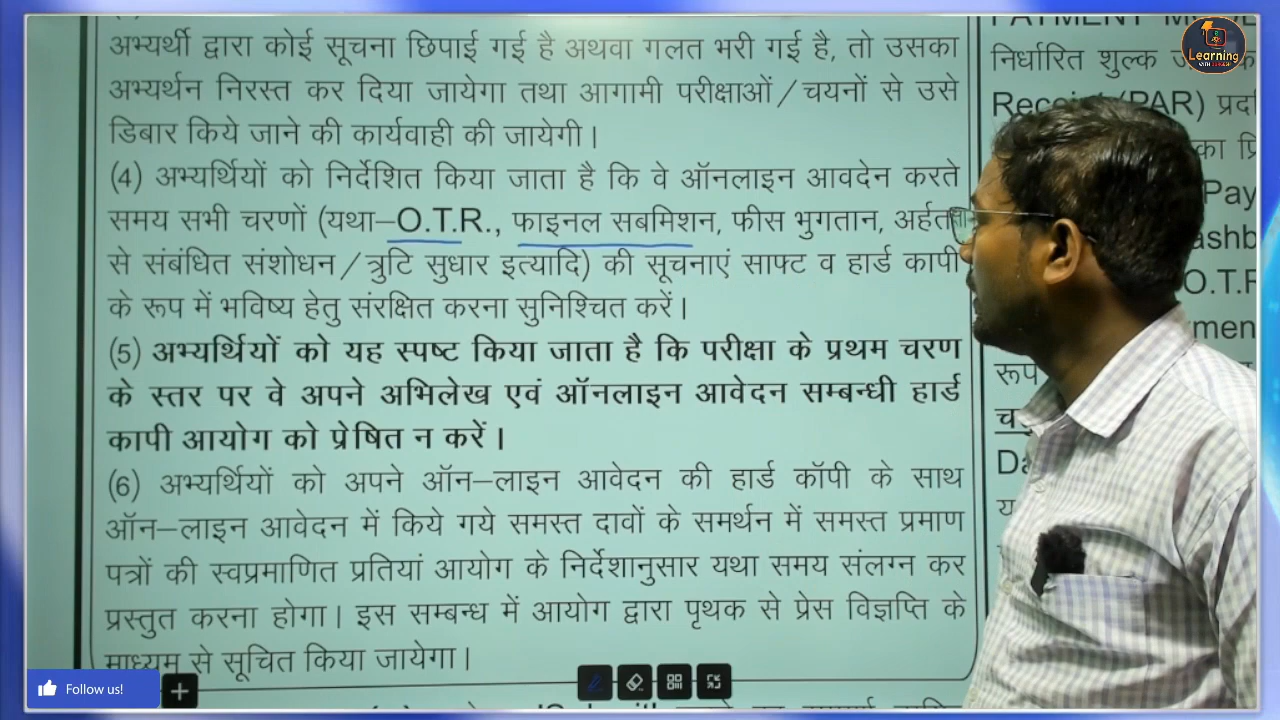 अभ्यर्थी द्वारा कोई सूचना छिपाई गई है अथवा गलत भरी गई है, तो उसका
अभ्यर्थन निरस्त कर दिया जायेगा तथा आगामी परीक्षाओं/चयनों से उसे
डिबार किये जाने की कार्यवाही की जायेगी।
(4) अभ्यर्थियों को निर्देशित किया जाता है कि वे ऑनलाइन आवदेन करते
समय सभी चरणों (यथा–O.T.R., फाइनल सबमिशन, फीस भुगतान, अर्हता
से संबंधित संशोधन/त्रुटि सुधार इत्यादि) की सूचनाएं साफ्ट व हार्ड कापी
के रूप में भविष्य हेतु संरक्षित करना सुनिश्चित करें।
(5) अभ्यर्थियों को यह स्पष्ट किया जाता है कि परीक्षा के प्रथम चरण
के स्तर पर वे अपने अभिलेख एवं ऑनलाइन आवेदन सम्बन्धी हार्ड
कापी आयोग को प्रेषित न करें।
(6) अभ्यर्थियों को अपने ऑन–लाइन आवेदन की हार्ड कॉपी के साथ
ऑन–लाइन आवेदन में किये गये समस्त दावों के समर्थन में समस्त प्रमाण
पत्रों की स्वप्रमाणित प्रतियां आयोग के निर्देशानुसार यथा समय संलग्न कर
प्रस्तुत करना होगा। इस सम्बन्ध में आयोग द्वारा पृथक से प्रेस विज्ञप्ति के
माध्यम से सूचित किया जायेगा।
PAYMENT
निर्धारित शुल्क
(PAR)
O.T.R
रूप
Learning
Follow us!